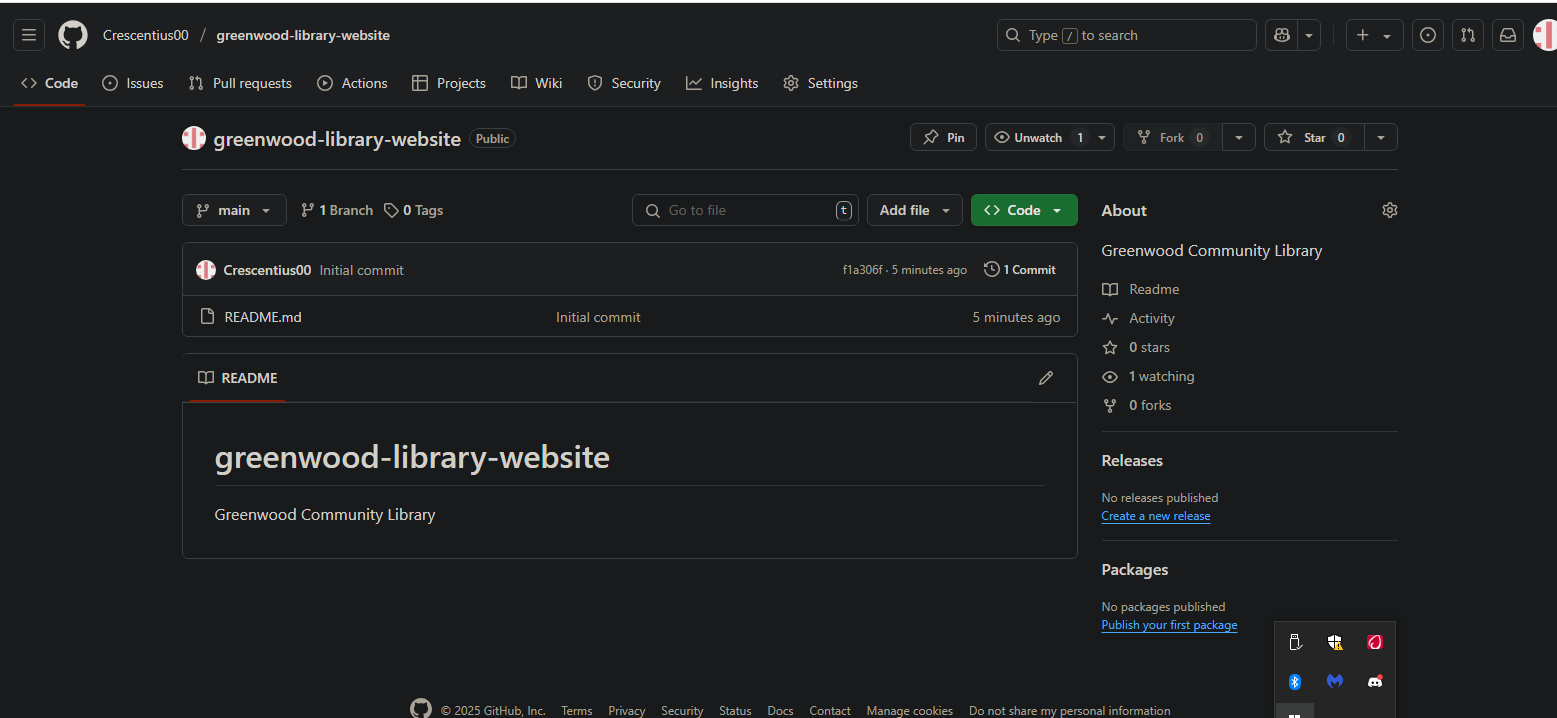 Crescentius00 / greenwood-library-website
Type / to search
Code Issues Pull requests Actions Projects Wiki Security Insights Settings
greenwood-library-website Public
Pin Unwatch 1 Fork 0 Star 0
main 1 Branch 0 Tags Go to file t Add file Code
Crescentius00 Initial commit f1a306f · 5 minutes ago 1 Commit
README.md Initial commit 5 minutes ago
README
greenwood-library-website
Greenwood Community Library
About
Greenwood Community Library
Readme
Activity
0 stars
1 watching
0 forks
Releases
No releases published
Create a new release
Packages
No packages published
Publish your first package
© 2025 GitHub, Inc. Terms Privacy Security Status Docs Contact Manage cookies Do not share my personal information